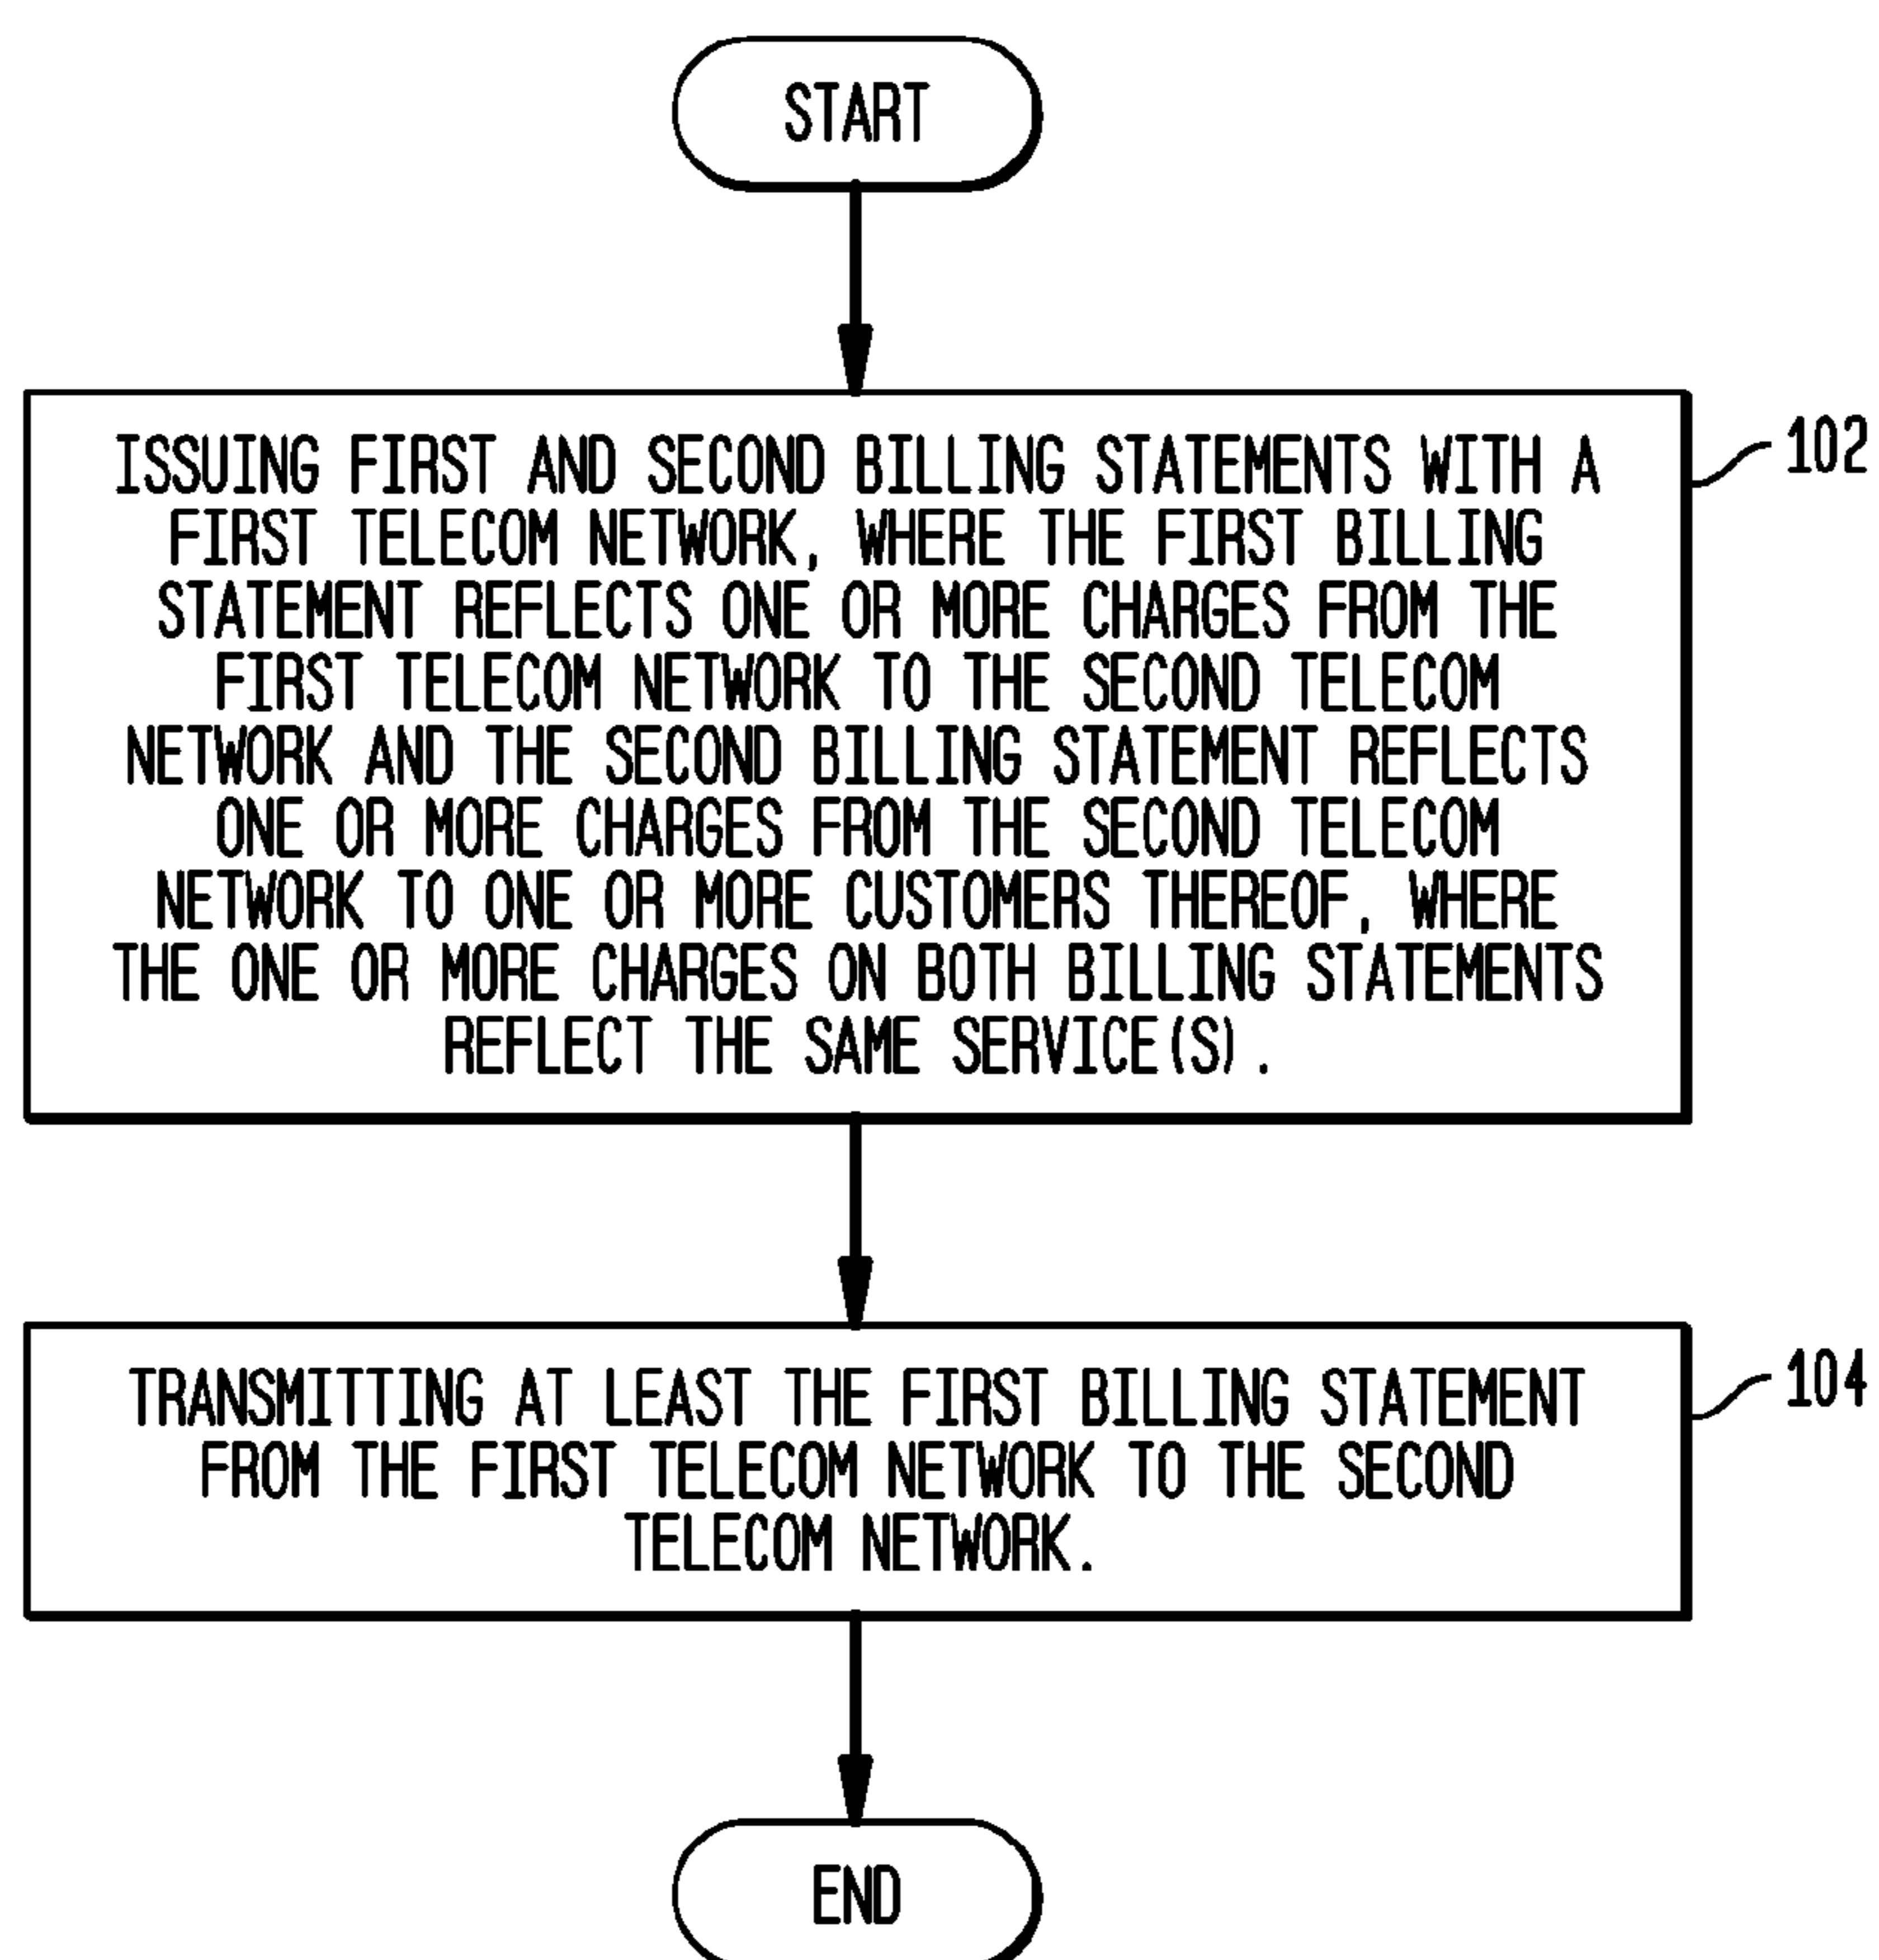 START
ISSUING FIRST AND SECOND BILLING STATEMENTS WITH A
FIRST TELECOM NETWORK, WHERE THE FIRST BILLING
STATEMENT REFLECTS ONE OR MORE CHARGES FROM THE
FIRST TELECOM NETWORK TO THE SECOND TELECOM
NETWORK AND THE SECOND BILLING STATEMENT REFLECTS
ONE OR MORE CHARGES FROM THE SECOND TELECOM
NETWORK TO ONE OR MORE CUSTOMERS THEREOF, WHERE
THE ONE OR MORE CHARGES ON BOTH BILLING STATEMENTS
REFLECT THE SAME SERVICE(S).
102
TRANSMITTING AT LEAST THE FIRST BILLING STATEMENT
FROM THE FIRST TELECOM NETWORK TO THE SECOND
TELECOM NETWORK.
104
END